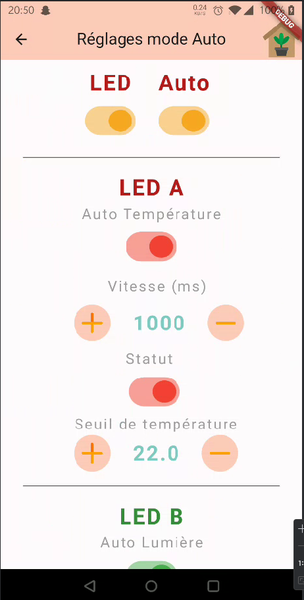 20:50 0.24 KB/S 100%
Réglages mode Auto
DEBUG
LED Auto
LED A
Auto Température
Vitesse (ms)
1000
Statut
Seuil de température
22.0
LED B
Auto Lumière